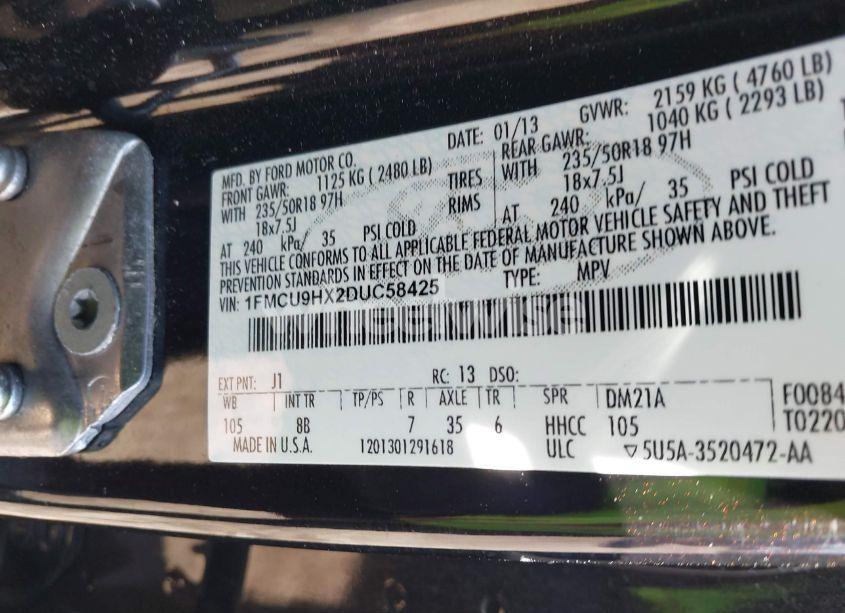 MFD. BY FORD MOTOR CO. DATE: 01/13 GVWR: 2159 KG ( 4760 LB)
FRONT GAWR: 1125 KG ( 2480 LB) REAR GAWR: 1040 KG ( 2293 LB)
WITH 235/50R18 97H TIRES WITH 235/50R18 97H
18x7.5J RIMS 18x7.5J
AT 240 kPa/ 35 PSI COLD AT 240 kPa/ 35 PSI COLD
THIS VEHICLE CONFORMS TO ALL APPLICABLE FEDERAL MOTOR VEHICLE SAFETY AND THEFT
PREVENTION STANDARDS IN EFFECT ON THE DATE OF MANUFACTURE SHOWN ABOVE.
VIN: 1FMCU9HX2DUC58425 TYPE: MPV
EXT PNT: J1 RC: 13 DSO:
WB INT TR TP/PS R AXLE TR SPR DM21A F0084
105 8B 7 35 6 HHCC 105 T0220
MADE IN U.S.A. 1201301291618 ULC ▽5U5A-3520472-AA